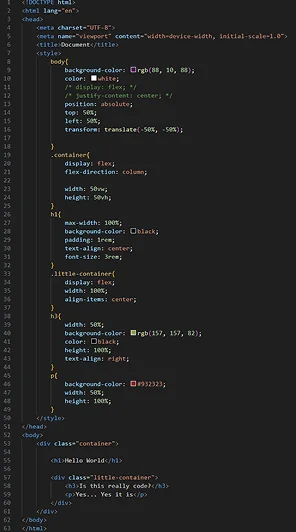 1 <!DOCTYPE html>
2 <html lang="en">
3 <head>
4 <meta charset="UTF-8">
5 <meta name="viewport" content="width=device-width, initial-scale=1.0">
6 <title>Document</title>
7 <style>
8 body{
9 background-color: rgb(88, 10, 88);
10 color: white;
11 /* display: flex; */
12 /* justify-content: center; */
13 position: absolute;
14 top: 50%;
15 left: 50%;
16 transform: translate(-50%, -50%);
17
18 }
19 .container{
20 display: flex;
21 flex-direction: column;
22
23 width: 50vw;
24 height: 50vh;
25 }
26 h1{
27 max-width: 100%;
28 background-color: black;
29 padding: 1rem;
30 text-align: center;
31 font-size: 3rem;
32 }
33 .little-container{
34 display: flex;
35 width: 100%;
36 align-items: center;
37 }
38 h3{
39 width: 50%;
40 background-color: rgb(157, 157, 82);
41 color: black;
42 height: 100%;
43 text-align: right;
44 }
45 p{
46 background-color: #932323;
47 width: 50%;
48 height: 100%;
49 }
50 </style>
51 </head>
52 <body>
53 <div class="container">
54
55 <h1>Hello World</h1>
56
57 <div class="little-container">
58 <h3>Is this really code?</h3>
59 <p>Yes... Yes it is</p>
60 </div>
61 </div>
62 </body>
63 </html>